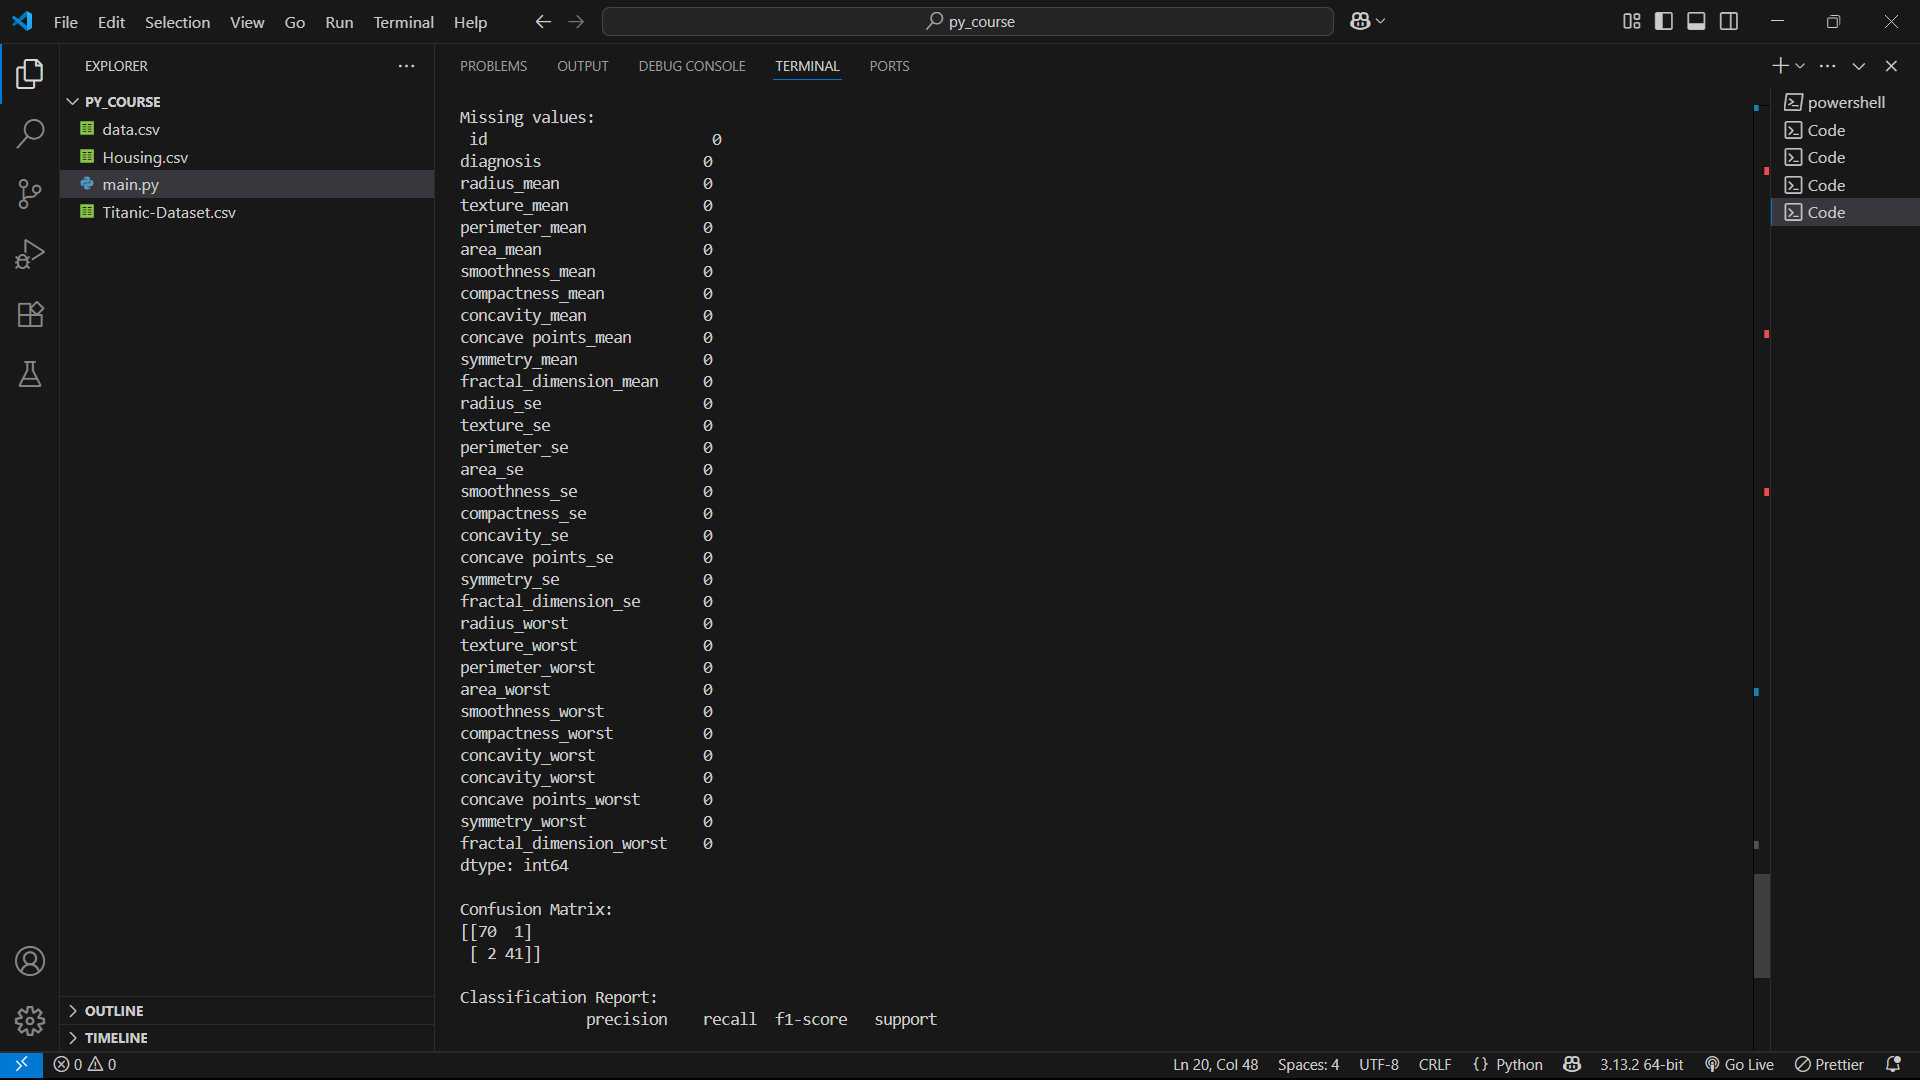 File Edit Selection View Go Run Terminal Help
py_course
EXPLORER
PY_COURSE
data.csv
Housing.csv
main.py
Titanic-Dataset.csv
OUTLINE
TIMELINE
PROBLEMS OUTPUT DEBUG CONSOLE TERMINAL PORTS
Missing values:
id 0
diagnosis 0
radius_mean 0
texture_mean 0
perimeter_mean 0
area_mean 0
smoothness_mean 0
compactness_mean 0
concavity_mean 0
concave points_mean 0
symmetry_mean 0
fractal_dimension_mean 0
radius_se 0
texture_se 0
perimeter_se 0
area_se 0
smoothness_se 0
compactness_se 0
concavity_se 0
concave points_se 0
symmetry_se 0
fractal_dimension_se 0
radius_worst 0
texture_worst 0
perimeter_worst 0
area_worst 0
smoothness_worst 0
compactness_worst 0
concavity_worst 0
concavity_worst 0
concave points_worst 0
symmetry_worst 0
fractal_dimension_worst 0
dtype: int64
Confusion Matrix:
[[70 1]
[ 2 41]]
Classification Report:
precision recall f1-score support
powershell
Code
Code
Code
Code
0 0
Ln 20, Col 48 Spaces: 4 UTF-8 CRLF {} Python 3.13.2 64-bit Go Live Prettier